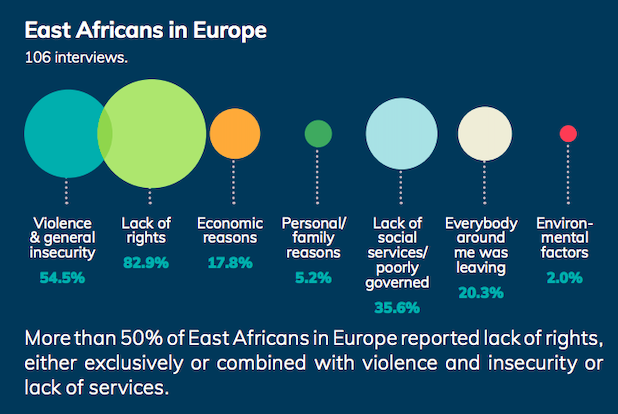 East Africans in Europe
106 interviews.
Violence
& general
insecurity
54.5%
Lack of
rights
82.9%
Economic
reasons
17.8%
Personal/
family
reasons
5.2%
Lack of
social
services/
poorly
governed
35.6%
Everybody
around
me was
leaving
20.3%
Environ-
mental
factors
2.0%
More than 50% of East Africans in Europe reported lack of rights,
either exclusively or combined with violence and insecurity or
lack of services.